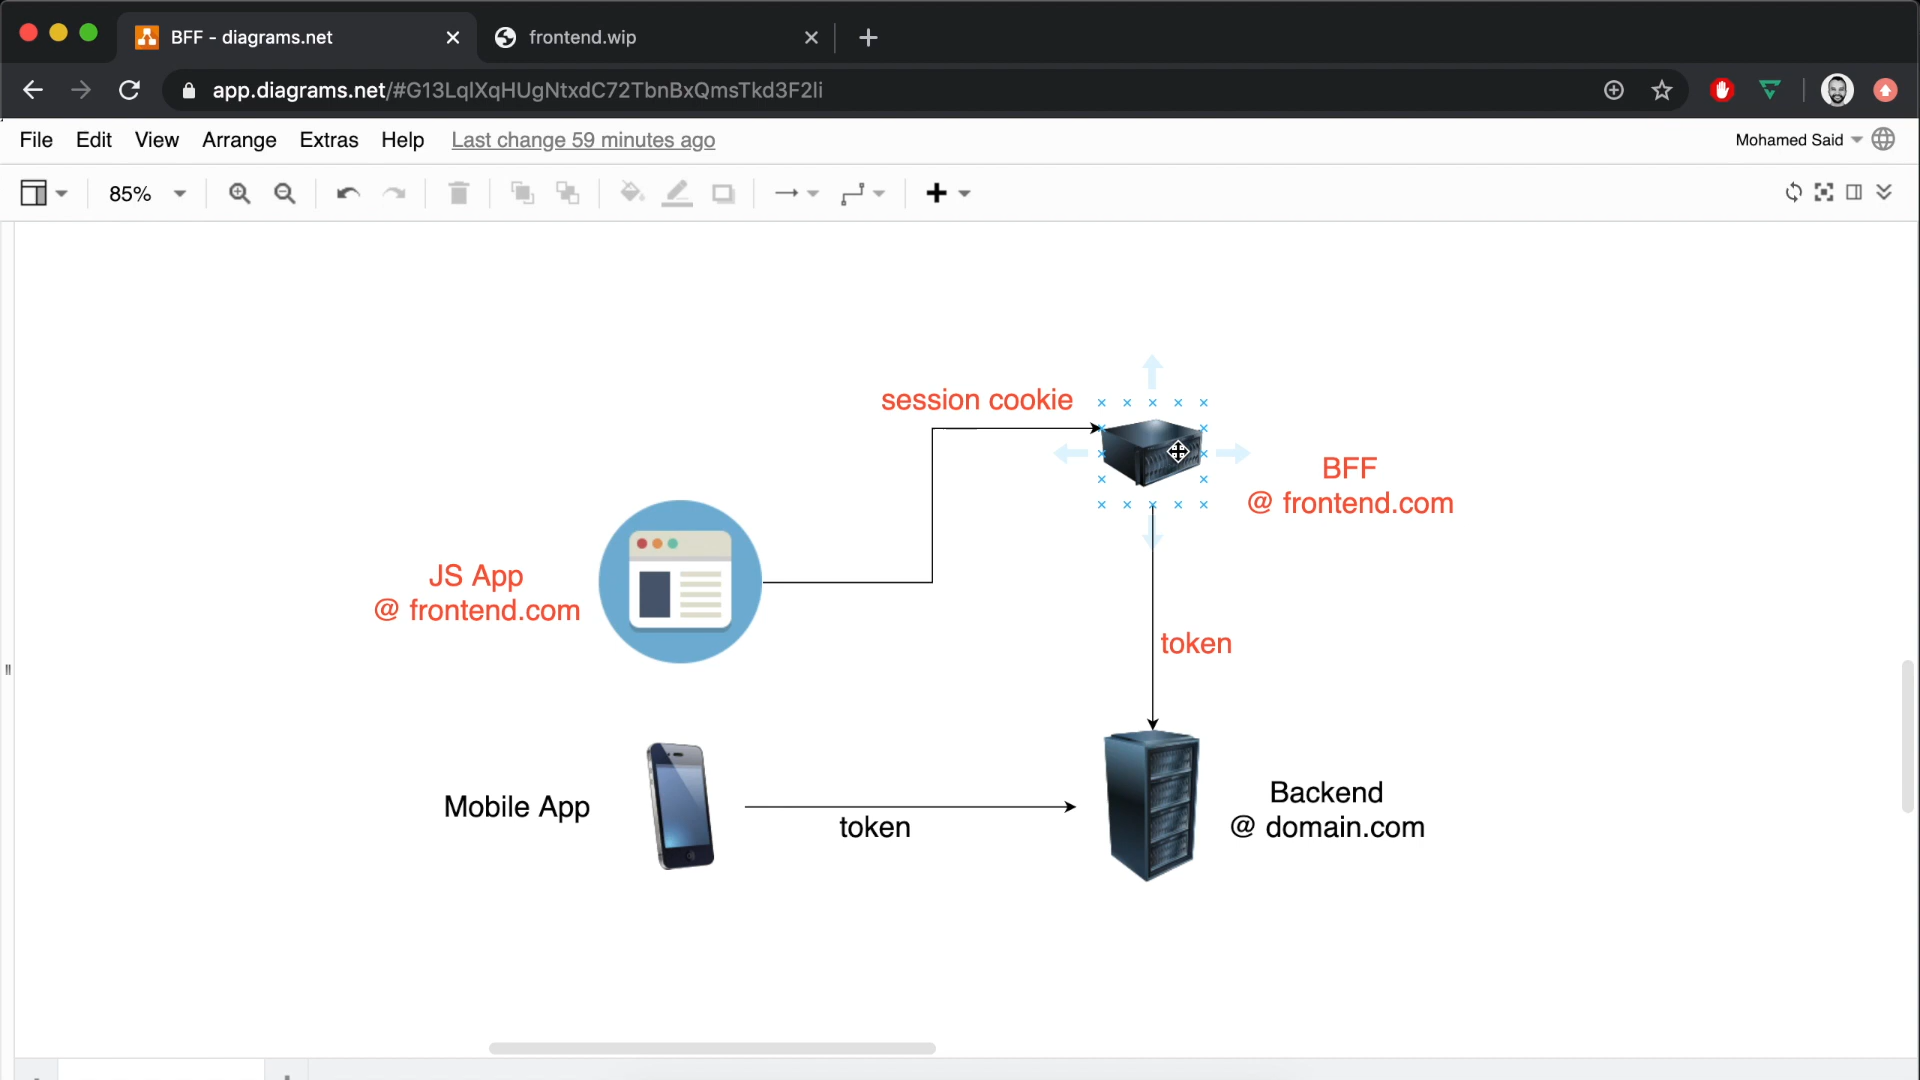 BFF - diagrams.net
frontend.wip
app.diagrams.net/#G13LqlXqHUgNtxdC72TbnBxQmsTkd3F2li
File Edit View Arrange Extras Help Last change 59 minutes ago
Mohamed Said
85%
session cookie
BFF
@ frontend.com
JS App
@ frontend.com
token
Mobile App
token
Backend
@ domain.com